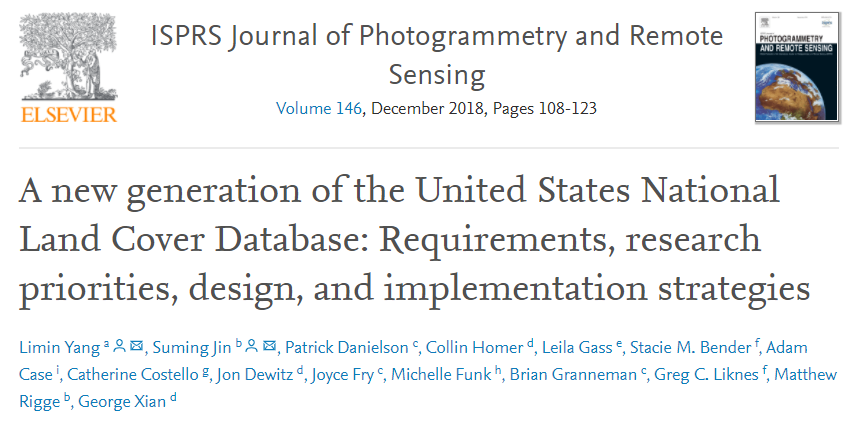 ELSEVIER
ISPRS Journal of Photogrammetry and Remote
Sensing
Volume 146, December 2018, Pages 108-123
PHOTOGRAMMETRY
AND REMOTE SENSING
A new generation of the United States National
Land Cover Database: Requirements, research
priorities, design, and implementation strategies
Limin Yang a, Suming Jin b, Patrick Danielson c, Collin Homer d, Leila Gass e, Stacie M. Bender f, Adam
Case i, Catherine Costello g, Jon Dewitz d, Joyce Fry c, Michelle Funk h, Brian Granneman c, Greg C. Liknes f, Matthew
Rigge b, George Xian d